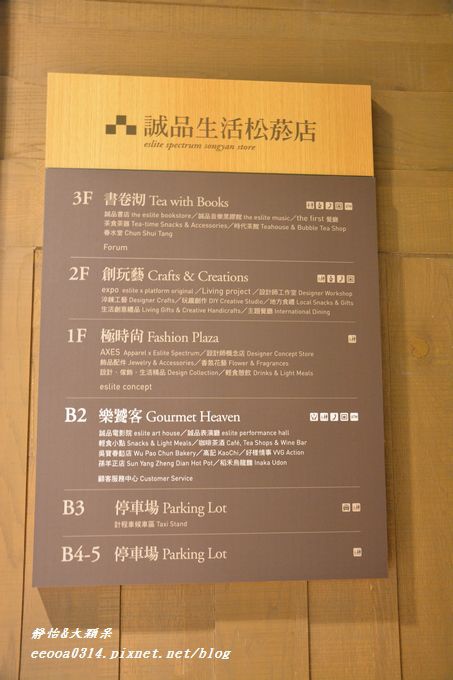 誠品生活松菸店
eslite spectrum songyan store
3F 書卷沏 Tea with Books
誠品書店 the eslite bookstore／誠品音樂黑膠館 the eslite music／the first 餐廳
茶食茶器 Tea-time Snacks & Accessories／時代茶館 Teahouse & Bubble Tea Shop
春水堂 Chun Shui Tang
Forum
2F 創玩藝 Crafts & Creations
expo eslite x platform original／Living project／設計師工作室 Designer Workshop
淬鍊工藝 Designer Crafts／玩趣創作 DIY Creative Studio／地方食禮 Local Snacks & Gifts
生活創意禮品 Living Gifts & Creative Handicrafts／主題餐廳 International Dining
1F 極時尚 Fashion Plaza
AXES Apparel x Eslite Spectrum／設計師概念店 Designer Concept Store
飾品配件 Jewelry & Accessories／香氛花藝 Flower & Fragrances
設計．傢飾．生活精品 Design Collection／輕食憩飲 Drinks & Light Meals
eslite concept
B2 樂饕客 Gourmet Heaven
誠品電影院 eslite art house／誠品表演廳 eslite performance hall
輕食小點 Snacks & Light Meals／咖啡茶酒 Café, Tea Shops & Wine Bar
吳寶春麭店 Wu Pao Chun Bakery／高記 KaoChi／好樣情事 VVG Action
孫羊正店 Sun Yang Zheng Dian Hot Pot／稻禾烏龍麵 Inaka Udon
顧客服務中心 Customer Service
B3 停車場 Parking Lot
計程車候車區 Taxi Stand
B4-5 停車場 Parking Lot
靜怡&大顆呆
eeooa0314.pixnet.net/blog